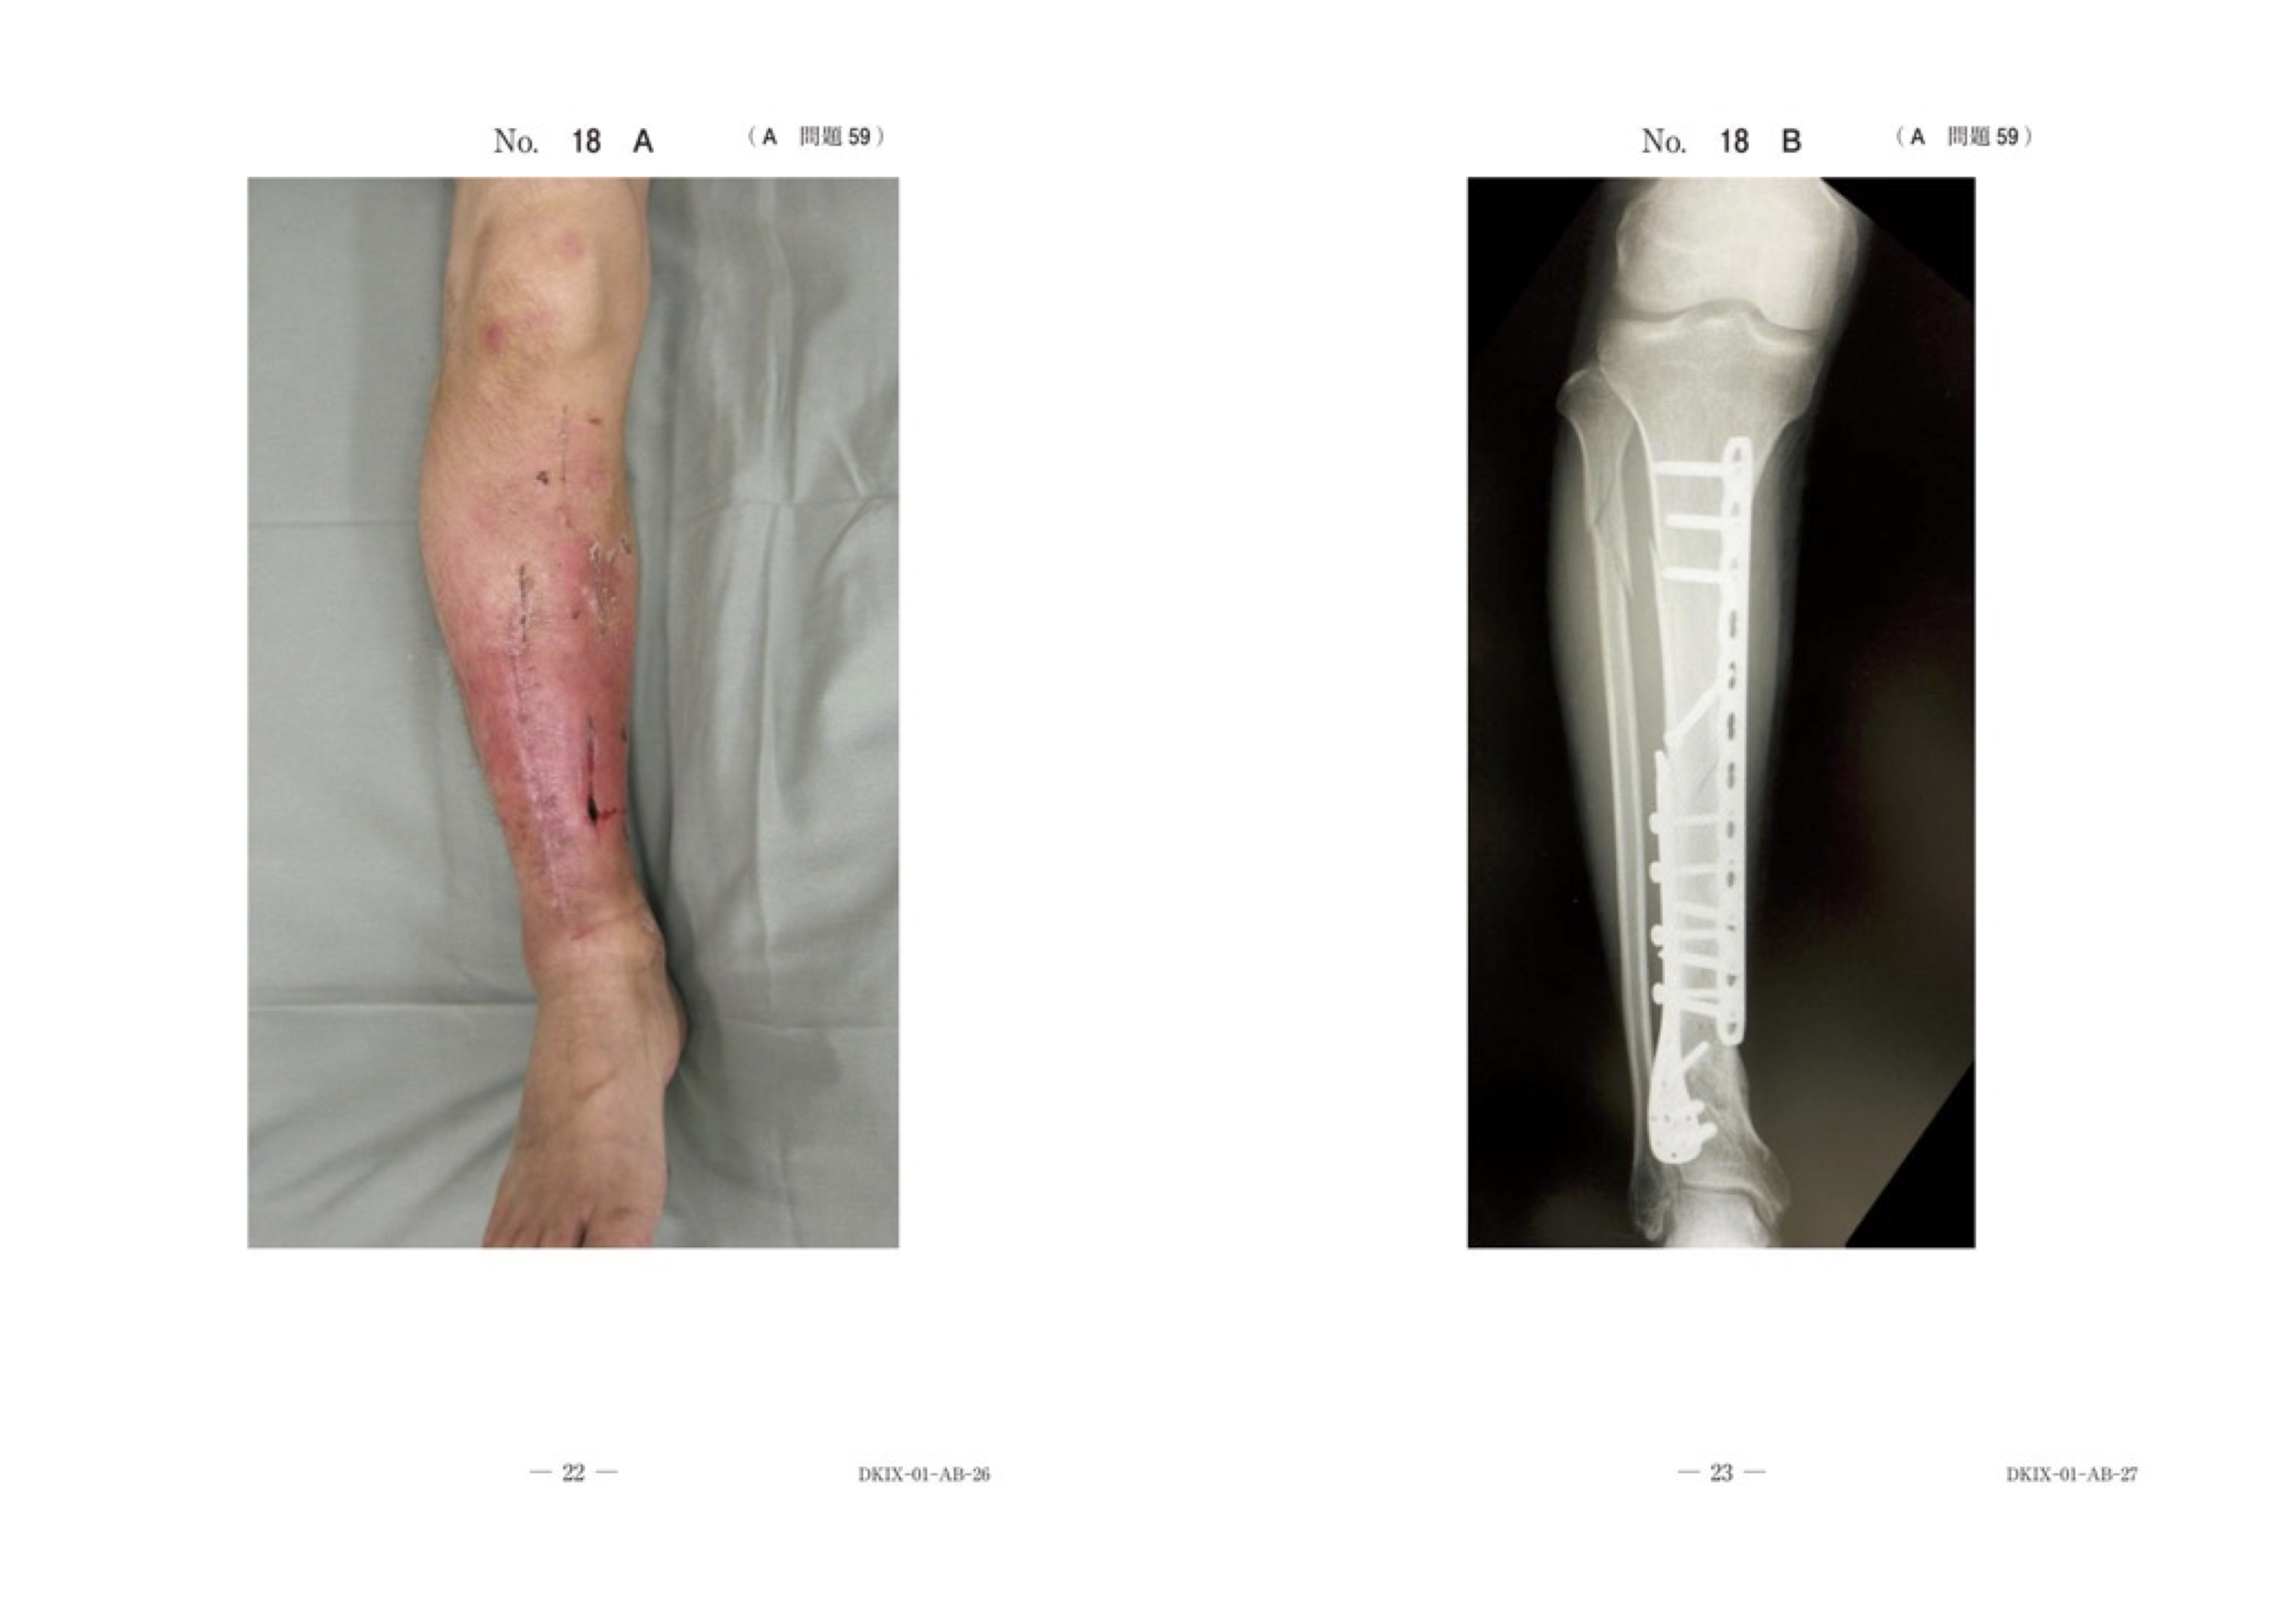 No. 18 A （A 問題 59）
No. 18 B （A 問題 59）
— 22 —
DKIX-01-AB-26
— 23 —
DKIX-01-AB-27